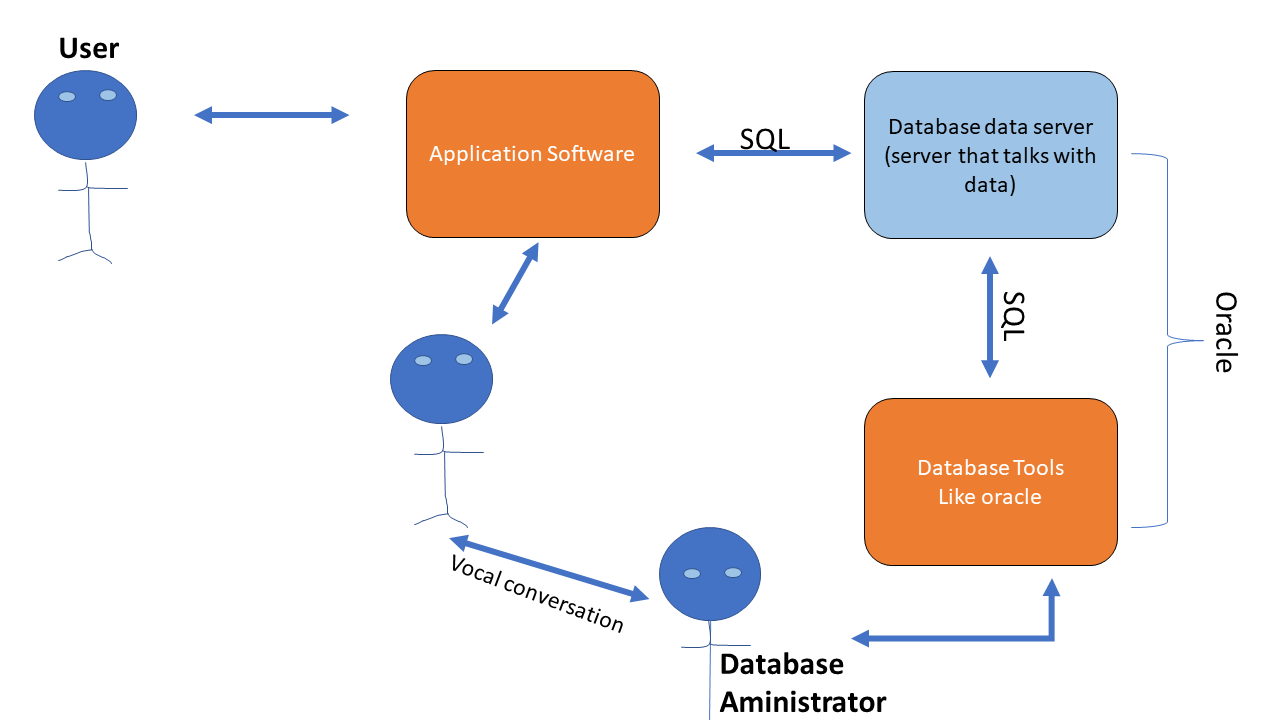 User
Application Software
SQL
Database data server
(server that talks with
data)
SQL
Oracle
Database Tools
Like oracle
Vocal conversation
Database
Aministrator